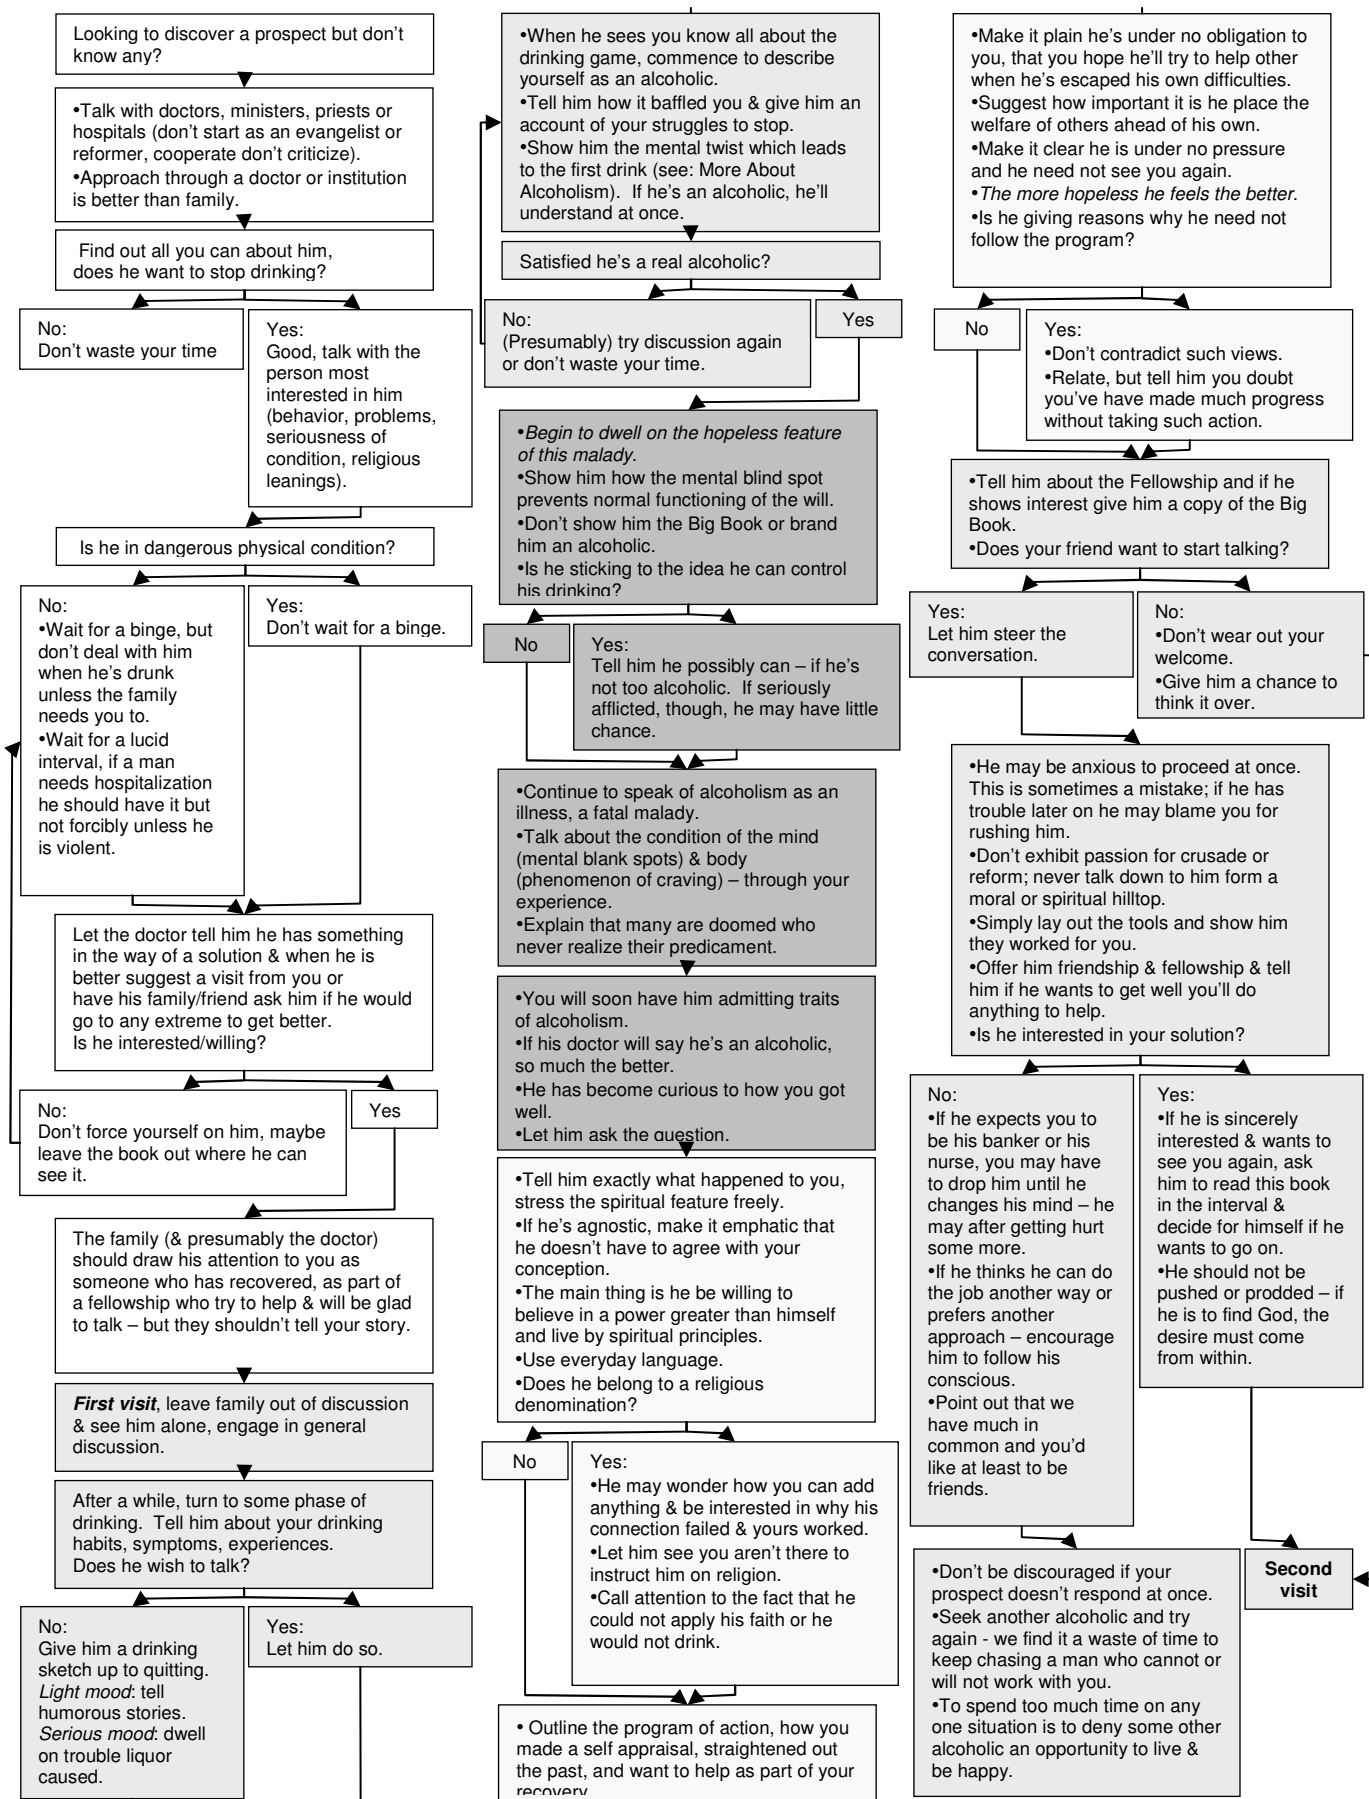 Looking to discover a prospect but don't
know any?
•Talk with doctors, ministers, priests or
hospitals (don't start as an evangelist or
reformer, cooperate don't criticize).
•Approach through a doctor or institution
is better than family.
Find out all you can about him,
does he want to stop drinking?
No:
Don't waste your time
Yes:
Good, talk with the
person most
interested in him
(behavior, problems,
seriousness of
condition, religious
leanings).
Is he in dangerous physical condition?
No:
•Wait for a binge, but
don't deal with him
when he's drunk
unless the family
needs you to.
•Wait for a lucid
interval, if a man
needs hospitalization
he should have it but
not forcibly unless he
is violent.
Yes:
Don't wait for a binge.
Let the doctor tell him he has something
in the way of a solution & when he is
better suggest a visit from you or
have his family/friend ask him if he would
go to any extreme to get better.
Is he interested/willing?
No:
Don't force yourself on him, maybe
leave the book out where he can
see it.
Yes
The family (& presumably the doctor)
should draw his attention to you as
someone who has recovered, as part of
a fellowship who try to help & will be glad
to talk – but they shouldn't tell your story.
First visit, leave family out of discussion
& see him alone, engage in general
discussion.
After a while, turn to some phase of
drinking.  Tell him about your drinking
habits, symptoms, experiences.
Does he wish to talk?
No:
Give him a drinking
sketch up to quitting.
Light mood: tell
humorous stories.
Serious mood: dwell
on trouble liquor
caused.
Yes:
Let him do so.
•When he sees you know all about the
drinking game, commence to describe
yourself as an alcoholic.
•Tell him how it baffled you & give him an
account of your struggles to stop.
•Show him the mental twist which leads
to the first drink (see: More About
Alcoholism).  If he's an alcoholic, he'll
understand at once.
Satisfied he's a real alcoholic?
No:
(Presumably) try discussion again
or don't waste your time.
Yes
•Begin to dwell on the hopeless feature
of this malady.
•Show him how the mental blind spot
prevents normal functioning of the will.
•Don't show him the Big Book or brand
him an alcoholic.
•Is he sticking to the idea he can control
his drinking?
No
Yes:
Tell him he possibly can – if he's
not too alcoholic.  If seriously
afflicted, though, he may have little
chance.
•Continue to speak of alcoholism as an
illness, a fatal malady.
•Talk about the condition of the mind
(mental blank spots) & body
(phenomenon of craving) – through your
experience.
•Explain that many are doomed who
never realize their predicament.
•You will soon have him admitting traits
of alcoholism.
•If his doctor will say he's an alcoholic,
so much the better.
•He has become curious to how you got
well.
•Let him ask the question.
•Tell him exactly what happened to you,
stress the spiritual feature freely.
•If he's agnostic, make it emphatic that
he doesn't have to agree with your
conception.
•The main thing is he be willing to
believe in a power greater than himself
and live by spiritual principles.
•Use everyday language.
•Does he belong to a religious
denomination?
No
Yes:
•He may wonder how you can add
anything & be interested in why his
connection failed & yours worked.
•Let him see you aren't there to
instruct him on religion.
•Call attention to the fact that he
could not apply his faith or he
would not drink.
• Outline the program of action, how you
made a self appraisal, straightened out
the past, and want to help as part of your
recovery
•Make it plain he's under no obligation to
you, that you hope he'll try to help other
when he's escaped his own difficulties.
•Suggest how important it is he place the
welfare of others ahead of his own.
•Make it clear he is under no pressure
and he need not see you again.
•The more hopeless he feels the better.
•Is he giving reasons why he need not
follow the program?
No
Yes:
•Don't contradict such views.
•Relate, but tell him you doubt
you've have made much progress
without taking such action.
•Tell him about the Fellowship and if he
shows interest give him a copy of the Big
Book.
•Does your friend want to start talking?
Yes:
Let him steer the
conversation.
No:
•Don't wear out your
welcome.
•Give him a chance to
think it over.
•He may be anxious to proceed at once.
This is sometimes a mistake; if he has
trouble later on he may blame you for
rushing him.
•Don't exhibit passion for crusade or
reform; never talk down to him form a
moral or spiritual hilltop.
•Simply lay out the tools and show him
they worked for you.
•Offer him friendship & fellowship & tell
him if he wants to get well you'll do
anything to help.
•Is he interested in your solution?
No:
•If he expects you to
be his banker or his
nurse, you may have
to drop him until he
changes his mind – he
may after getting hurt
some more.
•If he thinks he can do
the job another way or
prefers another
approach – encourage
him to follow his
conscious.
•Point out that we
have much in
common and you'd
like at least to be
friends.
Yes:
•If he is sincerely
interested & wants to
see you again, ask
him to read this book
in the interval &
decide for himself if he
wants to go on.
•He should not be
pushed or prodded – if
he is to find God, the
desire must come
from within.
•Don't be discouraged if your
prospect doesn't respond at once.
•Seek another alcoholic and try
again - we find it a waste of time to
keep chasing a man who cannot or
will not work with you.
•To spend too much time on any
one situation is to deny some other
alcoholic an opportunity to live &
be happy.
Second
visit